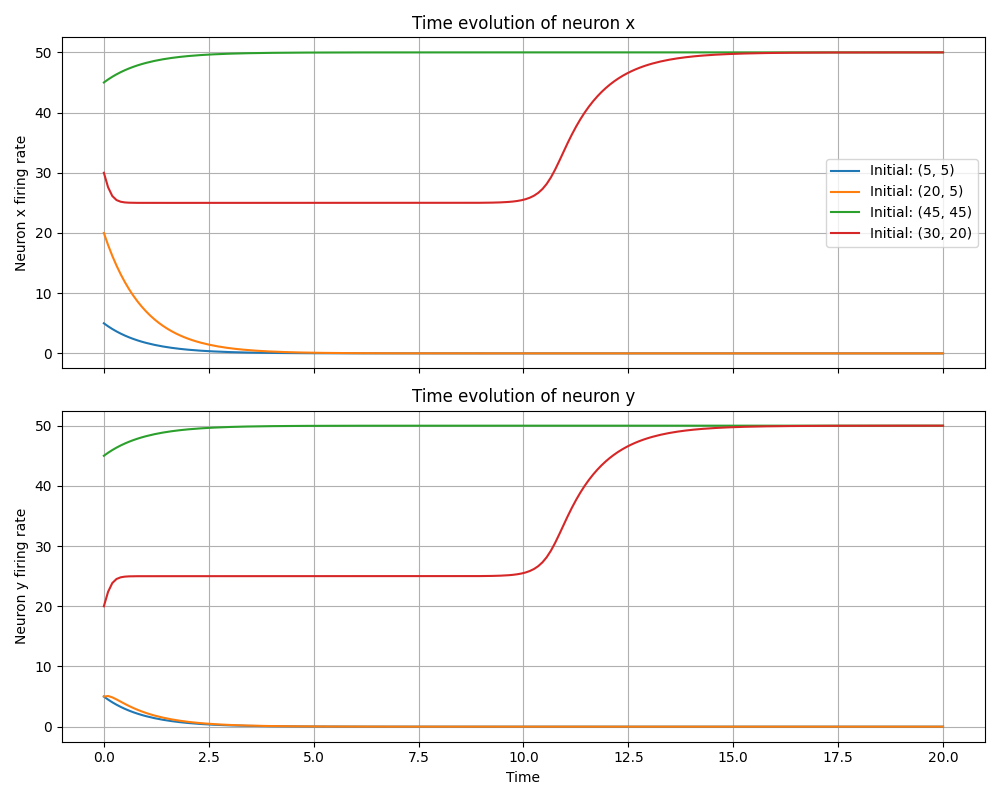 Time evolution of neuron x
50
40
30
20
10
0
Neuron x firing rate
Initial: (5, 5)
Initial: (20, 5)
Initial: (45, 45)
Initial: (30, 20)
Time evolution of neuron y
50
40
30
20
10
0
Neuron y firing rate
0.0 2.5 5.0 7.5 10.0 12.5 15.0 17.5 20.0
Time